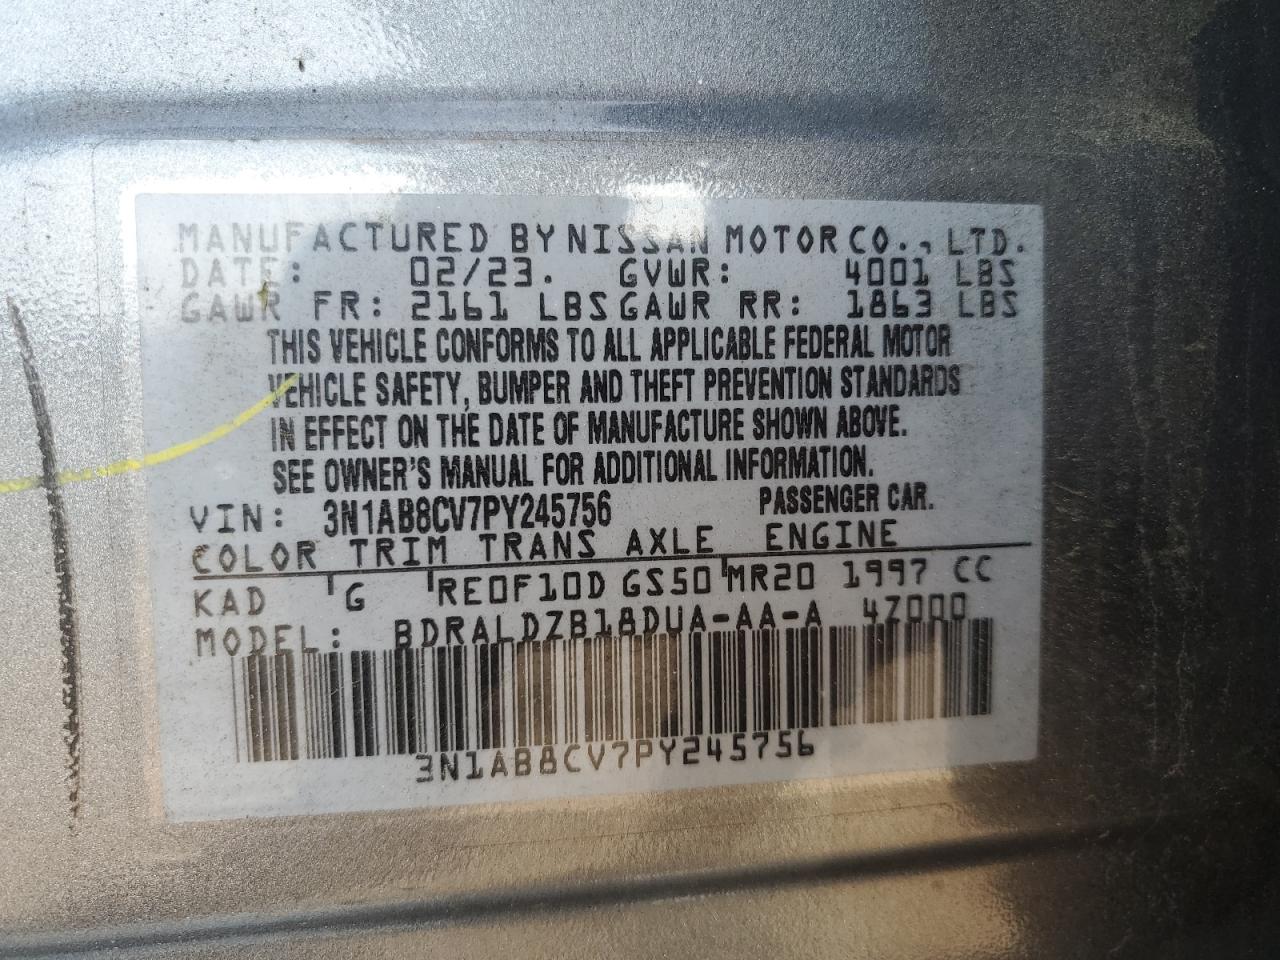 MANUFACTURED BY NISSAN MOTOR CO., LTD.
DATE: 02/23. GVWR: 4001 LBS
GAWR FR: 2161 LBS GAWR RR: 1863 LBS
THIS VEHICLE CONFORMS TO ALL APPLICABLE FEDERAL MOTOR
VEHICLE SAFETY, BUMPER AND THEFT PREVENTION STANDARDS
IN EFFECT ON THE DATE OF MANUFACTURE SHOWN ABOVE.
SEE OWNER'S MANUAL FOR ADDITIONAL INFORMATION.
VIN: 3N1AB8CV7PY245756 PASSENGER CAR.
COLOR TRIM TRANS AXLE ENGINE
KAD G RE0F10D GS50 MR20 1997 CC
MODEL: BDRALDZB18DUA-AA-A 4Z000
3N1AB8CV7PY245756